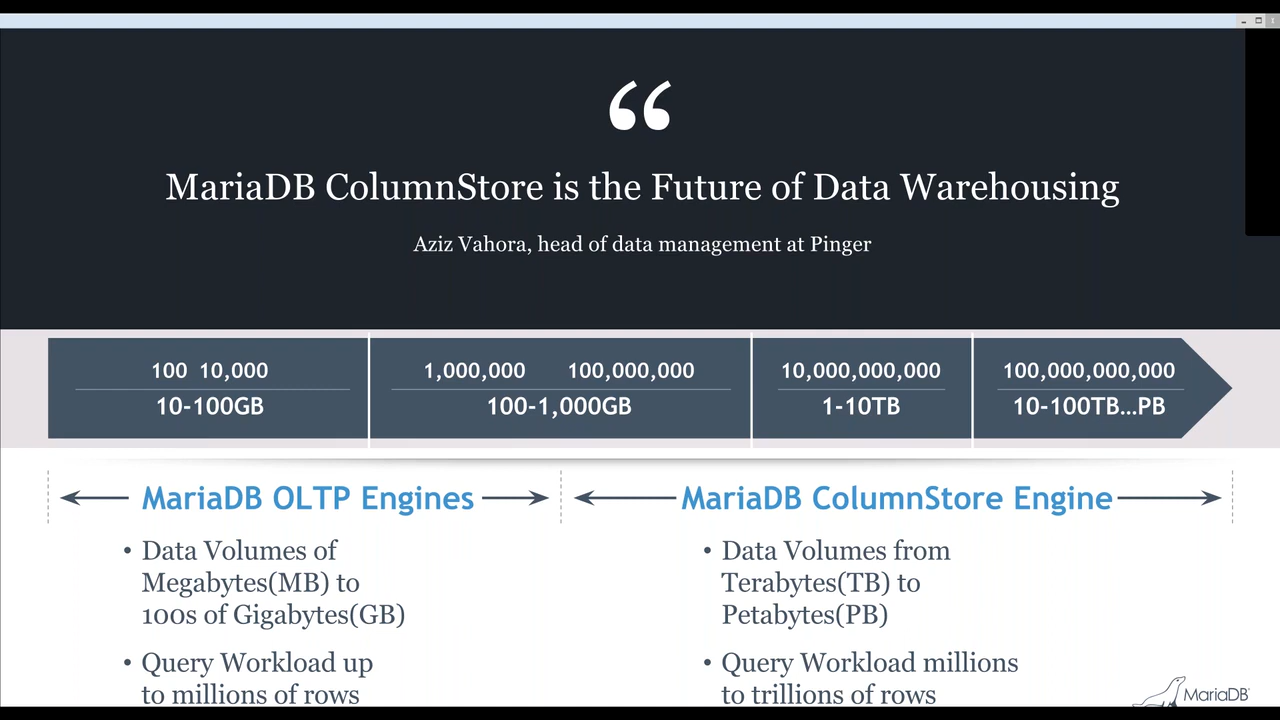 “
MariaDB ColumnStore is the Future of Data Warehousing
Aziz Vahora, head of data management at Pinger
100 10,000
10-100GB
1,000,000 100,000,000
100-1,000GB
10,000,000,000
1-10TB
100,000,000,000
10-100TB...PB
MariaDB OLTP Engines
• Data Volumes of
Megabytes(MB) to
100s of Gigabytes(GB)
• Query Workload up
to millions of rows
MariaDB ColumnStore Engine
• Data Volumes from
Terabytes(TB) to
Petabytes(PB)
• Query Workload millions
to trillions of rows
MariaDB